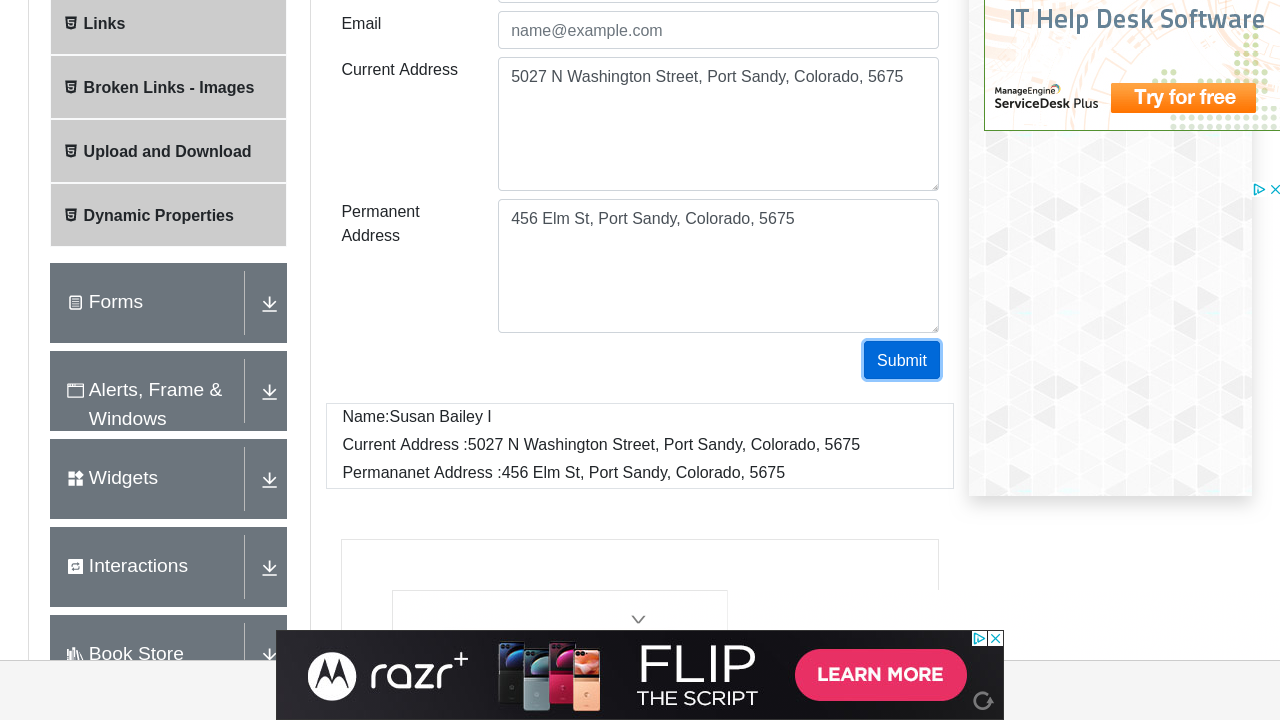 Links
Broken Links - Images
Upload and Download
Dynamic Properties
Forms
Alerts, Frame &
Windows
Widgets
Interactions
Book Store
Email
name@example.com
Current Address
5027 N Washington Street, Port Sandy, Colorado, 5675
Permanent
Address
456 Elm St, Port Sandy, Colorado, 5675
Submit
Name:Susan Bailey I
Current Address :5027 N Washington Street, Port Sandy, Colorado, 5675
Permananet Address :456 Elm St, Port Sandy, Colorado, 5675
IT Help Desk Software
ManageEngine
ServiceDesk Plus
Try for free
razr+
FLIP
THE SCRIPT
LEARN MORE